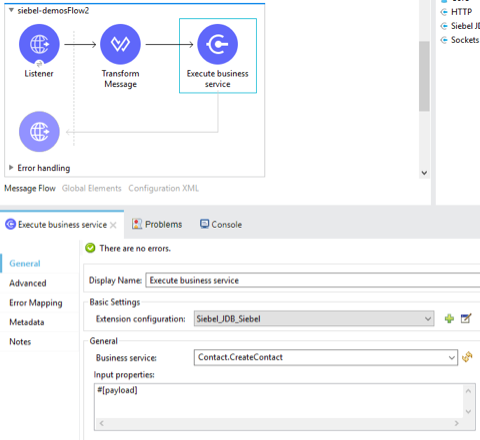 siebel-demosFlow2
HTTP
Siebel JD
Sockets
Listener
Transform
Message
Execute business
service
Error handling
Message Flow Global Elements Configuration XML
Execute business service Problems Console
There are no errors.
General
Advanced
Error Mapping
Metadata
Notes
Display Name: Execute business service
Basic Settings
Extension configuration: Siebel_JDB_Siebel
General
Business service: Contact.CreateContact
Input properties:
#[payload]